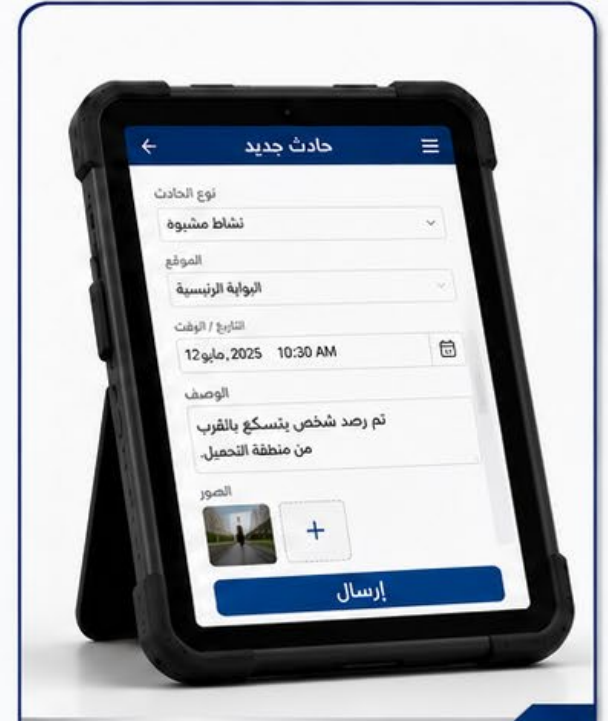 حادث جديد
نوع الحادث
نشاط مشبوة
الموقع
البوابة الرئيسية
التاريخ / الوقت
12مايو, 2025 10:30 AM
الوصف
تم رصد شخص يتسكع بالقرب
من منطقة التحميل.
الصور
إرسال